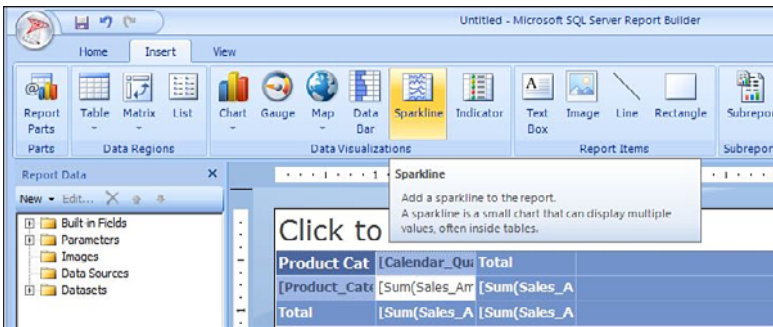 Untitled - Microsoft SQL Server Report Builder
Home Insert View
Report Parts
Table
Matrix
List
Chart
Gauge
Map
Data Bar
Sparkline
Indicator
Text Box
Image
Line
Rectangle
Subrepor
Parts
Data Regions
Data Visualizations
Report Items
Subrepor
Report Data
New Edit...
Built-in Fields
Parameters
Images
Data Sources
Datasets
Sparkline
Add a sparkline to the report.
A sparkline is a small chart that can display multiple
values, often inside tables.
1
Click to
Product Cat [Calendar_Qua Total
[Product_Cate [Sum(Sales_Am [Sum(Sales_A
Total [Sum(Sales_A [Sum(Sales_A